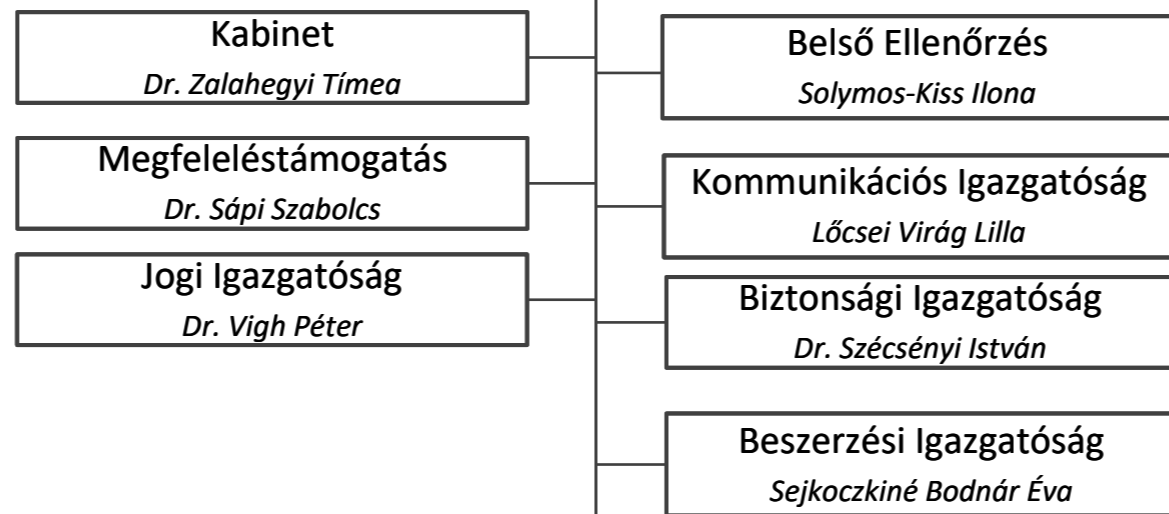 Kabinet
Dr. Zalahegyi Tímea
Megfeleléstámogatás
Dr. Sápi Szabolcs
Jogi Igazgatóság
Dr. Vigh Péter
Belső Ellenőrzés
Solymos-Kiss Ilona
Kommunikációs Igazgatóság
Lőcsei Virág Lilla
Biztonsági Igazgatóság
Dr. Szécsényi István
Beszerzési Igazgatóság
Sejkoczkiné Bodnár Éva